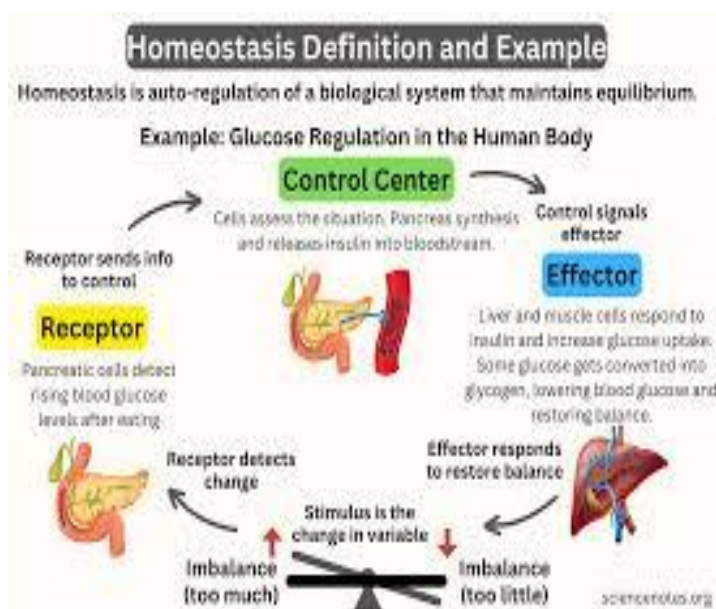 Homeostasis Definition and Example
Homeostasis is auto-regulation of a biological system that maintains equilibrium.
Example: Glucose Regulation in the Human Body
Control Center
Cells assess the situation. Pancreas synthesis
and releases insulin into bloodstream.
Control signals
effector
Effector
Liver and muscle cells respond to
insulin and increase glucose uptake.
Some glucose gets converted into
glycogen, lowering blood glucose and
restoring balance.
Effector responds
to restore balance
Stimulus is the
change in variable
Imbalance
(too little)
Imbalance
(too much)
Receptor detects
change
Receptor
Pancreatic cells detect
rising blood glucose
levels after eating
Receptor sends info
to control
sciencenotes.org